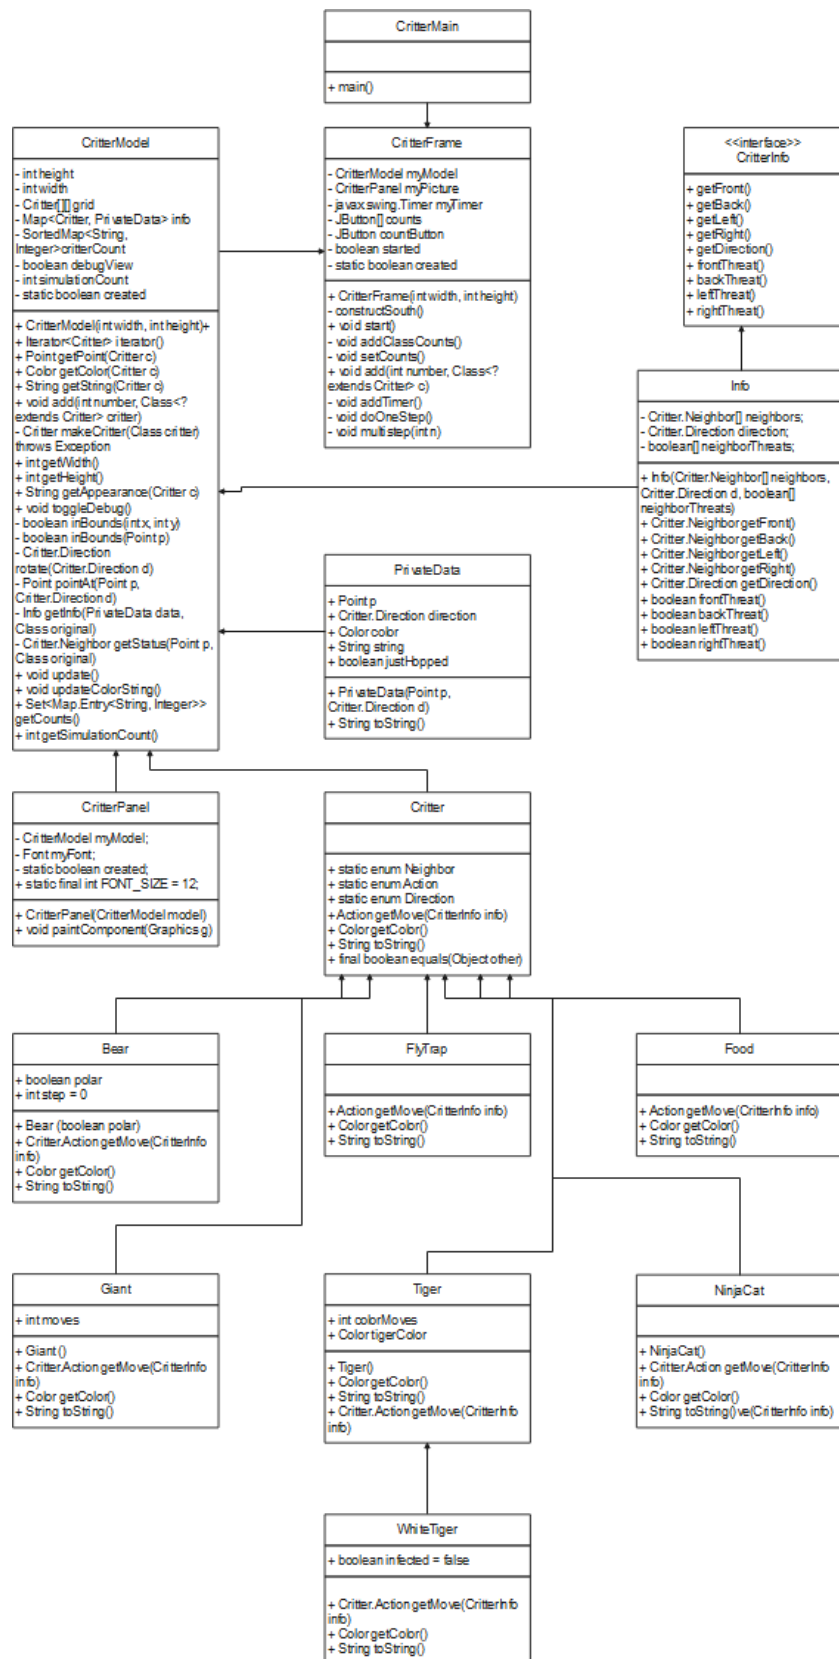 CritterMain
+ main()
CritterModel
- int height
- int width
- Critter[][] grid
- Map<Critter, PrivateData> info
- SortedMap<String,
Integer>critterCount
- boolean debugView
- int simulationCount
- static boolean created
+ CritterModel(int width, int height)+
+ Iterator<Critter> iterator()
+ Point getPoint(Critter c)
+ Color getColor(Critter c)
+ String getString(Critter c)
+ void add(int number, Class<?
extends Critter> critter)
- Critter makeCritter(Class critter)
throws Exception
+ int getWidth()
+ int getHeight()
+ String getAppearance(Critter c)
+ void toggleDebug()
- boolean inBounds(int x, int y)
- boolean inBounds(Point p)
- Critter.Direction
rotate(Critter.Direction d)
- Point pointAt(Point p,
Critter.Direction d)
- Info getInfo(PrivateData data,
Class original)
- Critter.Neighbor getStatus(Point p,
Class original)
+ void update()
+ void updateColorString()
+ Set<Map.Entry<String, Integer>>
getCounts()
+ int getSimulationCount()
CritterFrame
- CritterModel myModel
- CritterPanel myPicture
- javax.swing.Timer myTimer
- JButton[] counts
- JButton countButton
- boolean started
- static boolean created
+ CritterFrame(int width, int height)
- constructSouth()
+ void start()
- void addClassCounts()
- void setCounts()
+ void add(int number, Class<?
extends Critter> c)
- void addTimer()
- void doOneStep()
- void multistep(int n)
<<interface>>
CritterInfo
+ getFront()
+ getBack()
+ getLeft()
+ getRight()
+ getDirection()
+ frontThreat()
+ backThreat()
+ leftThreat()
+ rightThreat()
Info
- Critter.Neighbor[] neighbors;
- Critter.Direction direction;
- boolean[] neighborThreats;
+ Info(Critter.Neighbor[] neighbors,
Critter.Direction d, boolean[]
neighborThreats)
+ Critter.Neighbor getFront()
+ Critter.Neighbor getBack()
+ Critter.Neighbor getLeft()
+ Critter.Neighbor getRight()
+ Critter.Direction getDirection()
+ boolean frontThreat()
+ boolean backThreat()
+ boolean leftThreat()
+ boolean rightThreat()
PrivateData
+ Point p
+ Critter.Direction direction
+ Color color
+ String string
+ boolean justHopped
+ PrivateData(Point p,
Critter.Direction d)
+ String toString()
CritterPanel
- CritterModel myModel;
- Font myFont;
- static boolean created;
+ static final int FONT_SIZE = 12;
+ CritterPanel(CritterModel model)
+ void paintComponent(Graphics g)
Critter
+ static enum Neighbor
+ static enum Action
+ static enum Direction
+ Action getMove(CritterInfo info)
+ Color getColor()
+ String toString()
+ final boolean equals(Object other)
Bear
+ boolean polar
+ int step = 0
+ Bear (boolean polar)
+ Critter.Action getMove(CritterInfo
info)
+ Color getColor()
+ String toString()
FlyTrap
+ Action getMove(CritterInfo info)
+ Color getColor()
+ String toString()
Food
+ Action getMove(CritterInfo info)
+ Color getColor()
+ String toString()
Giant
+ int moves
+ Giant ()
+ Critter.Action getMove(CritterInfo
info)
+ Color getColor()
+ String toString()
Tiger
+ int colorMoves
+ Color tigerColor
+ Tiger()
+ Color getColor()
+ String toString()
+ Critter.Action getMove(CritterInfo
info)
NinjaCat
+ NinjaCat()
+ Critter.Action getMove(CritterInfo
info)
+ Color getColor()
+ String toString()ve(CritterInfo info)
WhiteTiger
+ boolean infected = false
+ Critter.Action getMove(CritterInfo
info)
+ Color getColor()
+ String toString()